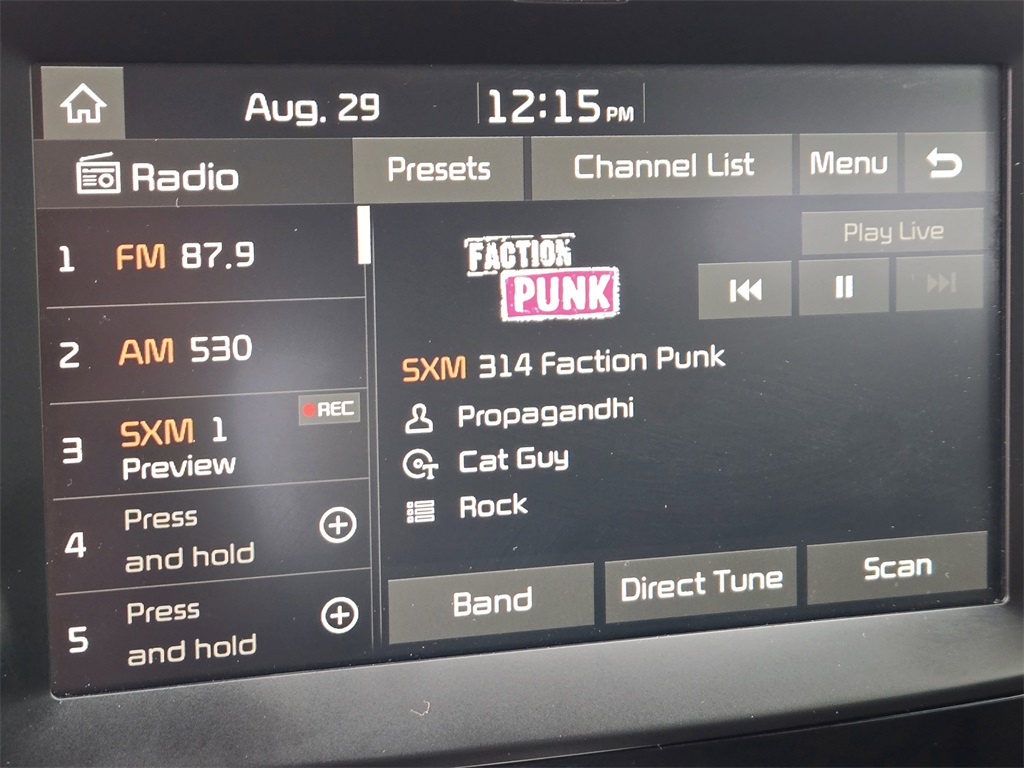 Aug. 29
12:15 PM
Radio
Presets
Channel List
Menu
1 FM 87.9
2 AM 530
3 SXM 1
REC
Preview
4 Press
and hold
5 Press
and hold
Play Live
FACTION
PUNK
SXM 314 Faction Punk
Propagandhi
Cat Guy
Rock
Band
Direct Tune
Scan